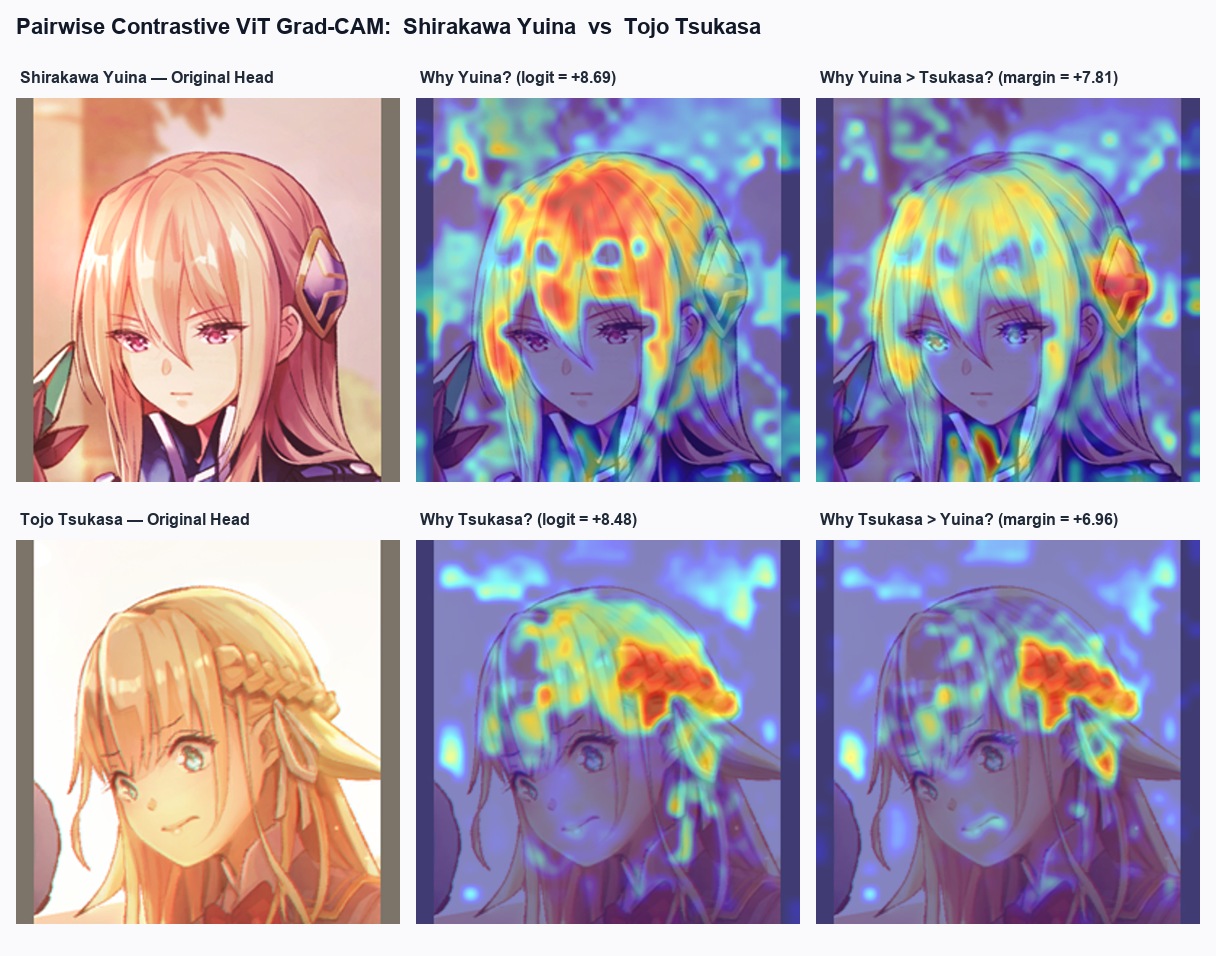 Pairwise Contrastive ViT Grad-CAM:  Shirakawa Yuina  vs  Tojo Tsukasa
Shirakawa Yuina — Original Head
Why Yuina? (logit = +8.69)
Why Yuina > Tsukasa? (margin = +7.81)
Tojo Tsukasa — Original Head
Why Tsukasa? (logit = +8.48)
Why Tsukasa > Yuina? (margin = +6.96)